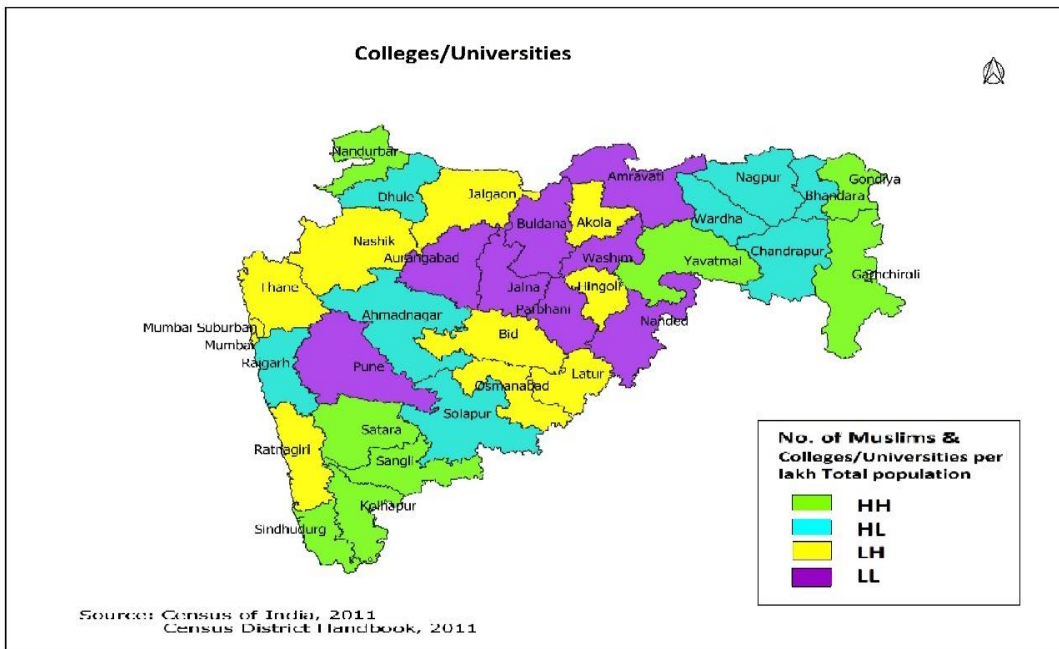 Colleges/Universities
Nandurbar
Dhule
Jalgaon
Amravati
Nagpur
Gondiya
Bhandara
Buldana
Akola
Wardha
Nashik
Aurangabad
Washim
Yavatmal
Chandrapur
Gadhchiroli
Thane
Jalna
Hingoli
Ahmadnagar
Parbhani
Nanded
Mumbai Suburban
Mumbai
Bid
Raigarh
Pune
Latur
Osmanabad
Solapur
Satara
Ratnagiri
Sangli
Kolhapur
Sindhudurg
No. of Muslims &
Colleges/Universities per
lakh Total population
HH
HL
LH
LL
Source: Census of India, 2011
Census District Handbook, 2011